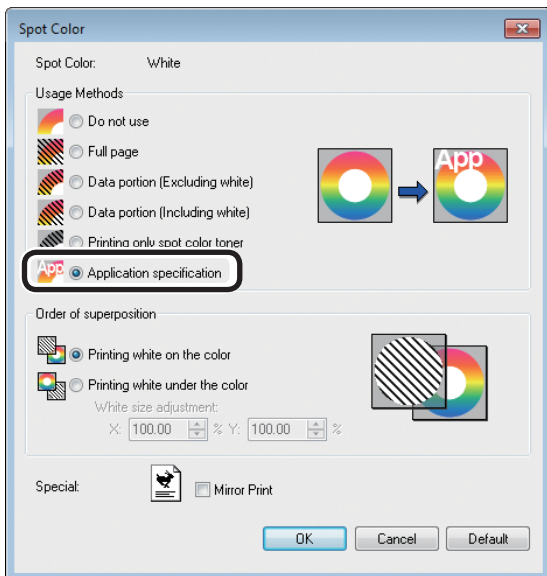 Spot Color
Spot Color: White
Usage Methods
Do not use
Full page
Data portion (Excluding white)
Data portion (Including white)
Printing only spot color toner
App Application specification
App
Order of superposition
Printing white on the color
Printing white under the color
White size adjustment:
X: 100.00 % Y: 100.00 %
Special: Mirror Print
OK Cancel Default